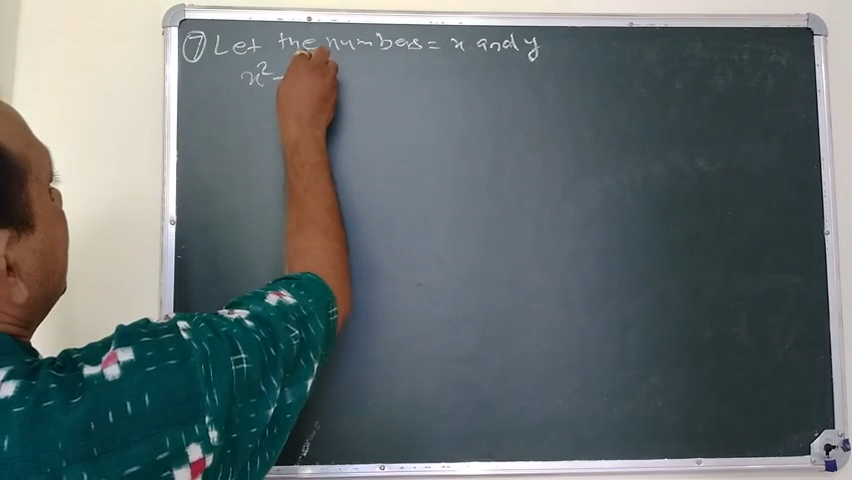 ⑦ Let the numbers = x and y
x² -